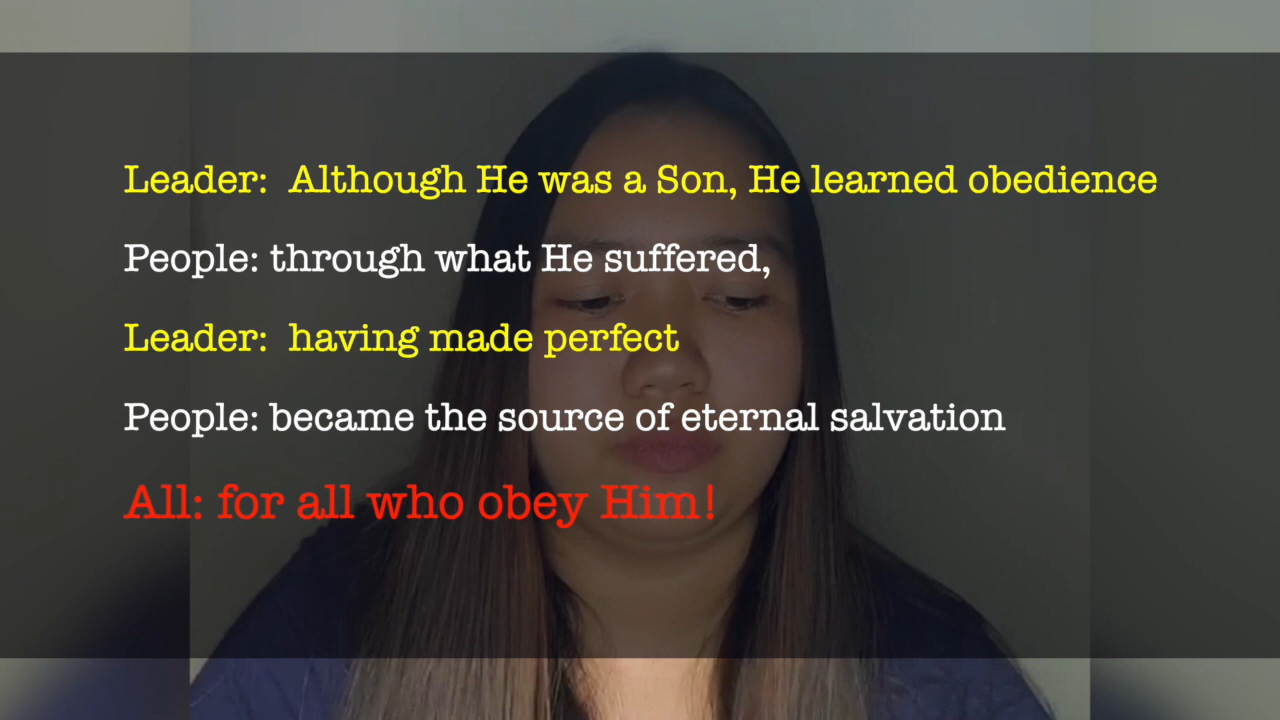 Leader: Although He was a Son, He learned obedience
People: through what He suffered,
Leader: having made perfect
People: became the source of eternal salvation
All: for all who obey Him!